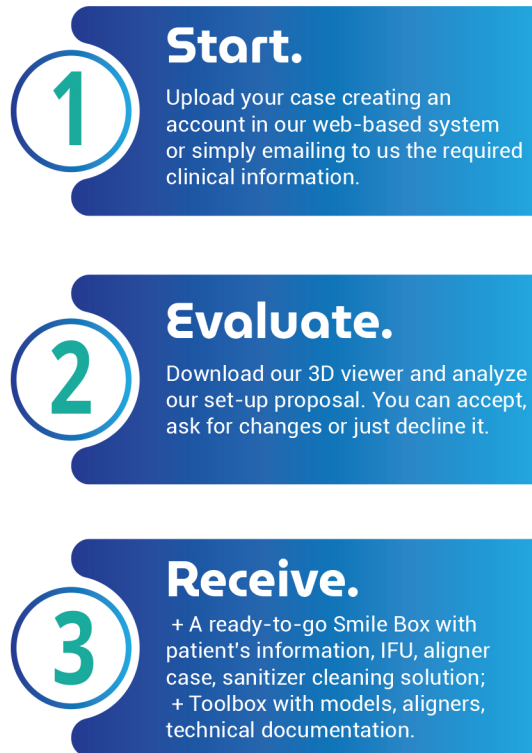 1
Start.
Upload your case creating an
account in our web-based system
or simply emailing to us the required
clinical information.
2
Evaluate.
Download our 3D viewer and analyze
our set-up proposal. You can accept,
ask for changes or just decline it.
3
Receive.
+ A ready-to-go Smile Box with
patient's information, IFU, aligner
case, sanitizer cleaning solution;
+ Toolbox with models, aligners,
technical documentation.